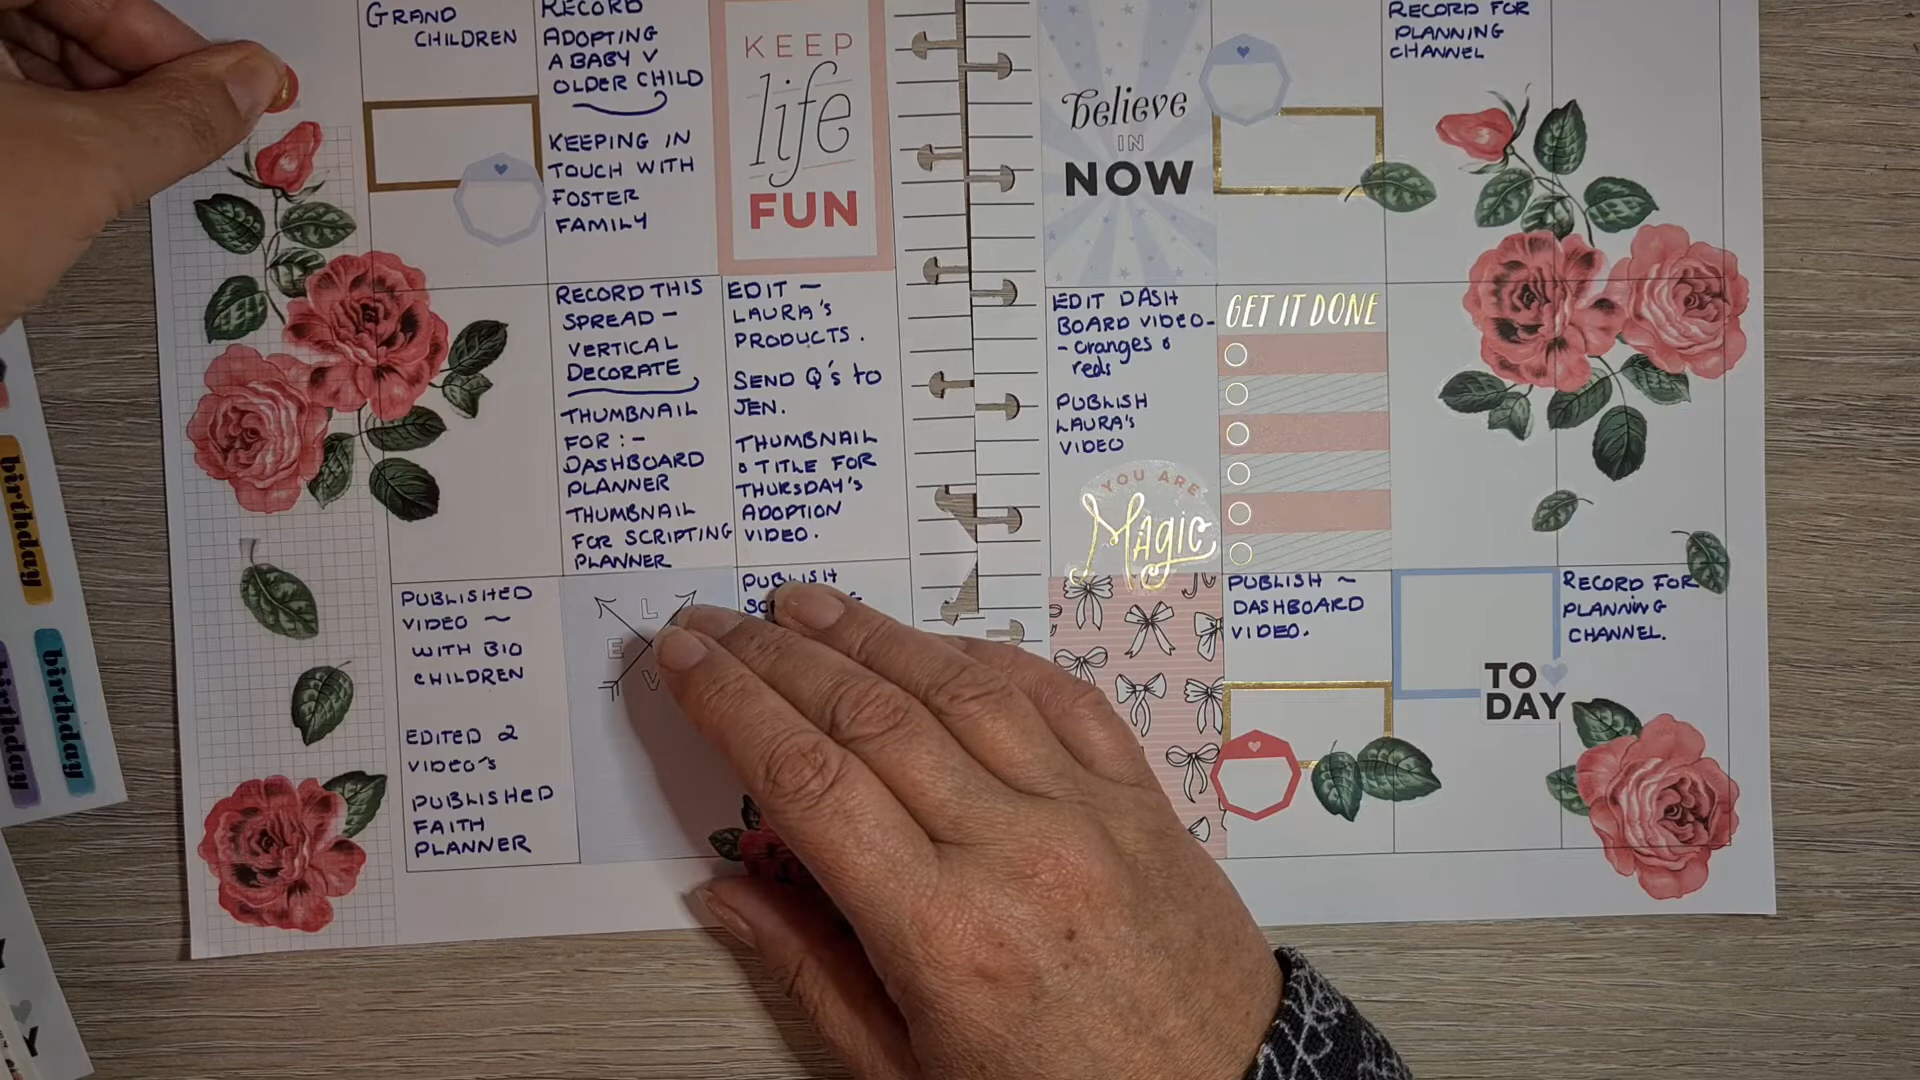 GRAND
CHILDREN
RECORD
ADOPTING
A BABY V
OLDER CHILD
KEEPING IN
TOUCH WITH
FOSTER
FAMILY
KEEP
life
FUN
believe
IN
NOW
RECORD FOR
PLANNING
CHANNEL
RECORD THIS
SPREAD -
VERTICAL
DECORATE
THUMBNAIL
FOR :-
DASHBOARD
PLANNER
THUMBNAIL
FOR SCRIPTING
PLANNER
EDIT ~
LAURA'S
PRODUCTS.
SEND Q'S to
JEN.
THUMBNAIL
& TITLE FOR
THURSDAY'S
ADOPTION
VIDEO.
EDIT DASH
BOARD VIDEO-
- oranges &
reds
PUBLISH
LAURA'S
VIDEO
YOU ARE
Magic
GET IT DONE
PUBLISHED
VIDEO ~
WITH BIO
CHILDREN
EDITED 2
VIDEO'S
PUBLISHED
FAITH
PLANNER
L
E
V
PUBLISH
PUBLISH ~
DASHBOARD
VIDEO.
TO
DAY
RECORD FOR
PLANNING
CHANNEL.
birthday
birthday
birthday